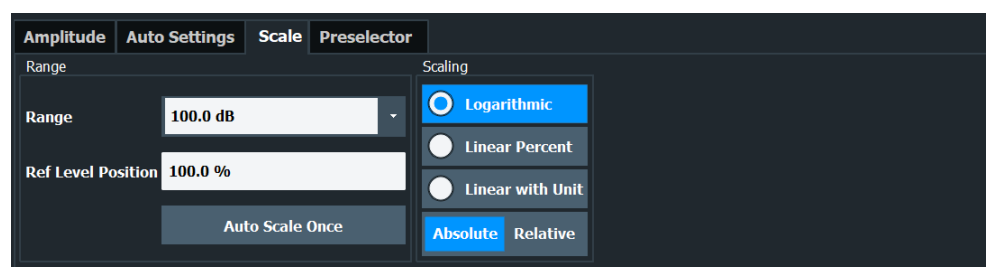 Amplitude Auto Settings Scale Preselector
Range
Range 100.0 dB
Ref Level Position 100.0 %
Auto Scale Once
Scaling
Logarithmic
Linear Percent
Linear with Unit
Absolute Relative